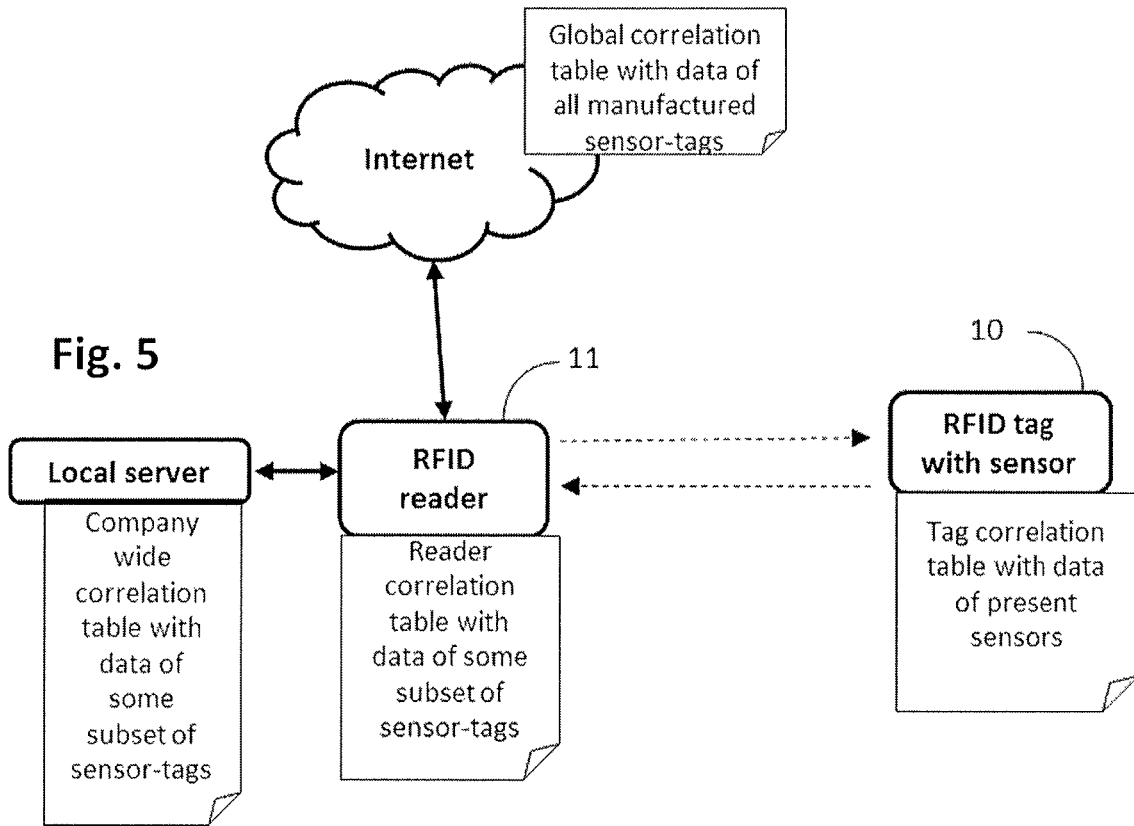 Global correlation
table with data of
all manufactured
sensor-tags
Internet
Fig. 5
11
10
Local server
RFID
reader
RFID tag
with sensor
Company
wide
correlation
table with
data of
some
subset of
sensor-tags
Reader
correlation
table with
data of some
subset of
sensor-tags
Tag correlation
table with data
of present
sensors